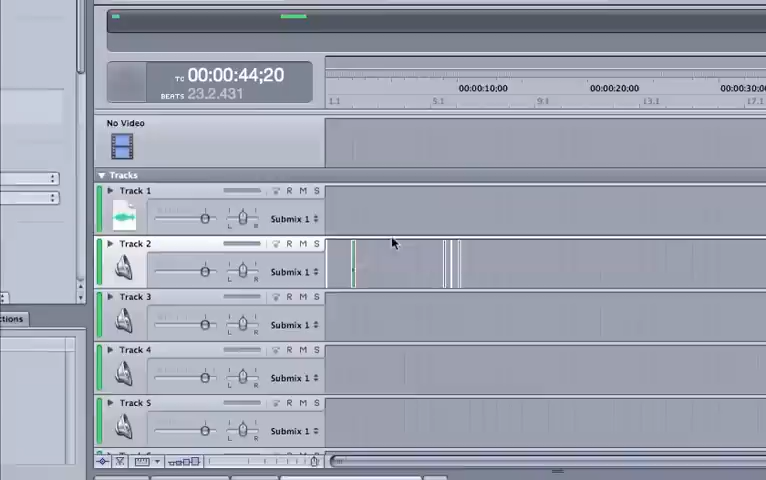 TC 00:00:44;20
BEATS 23.2.431
00:00:10;00 00:00:20;00 00:00:30;00
1.1 5.1 9.1 13.1 17.1
No Video
Tracks
Track 1 R M S
L R Submix 1
Track 2 R M S
L R Submix 1
Track 3 R M S
L R Submix 1
Track 4 R M S
L R Submix 1
Track 5 R M S
L R Submix 1
ctions